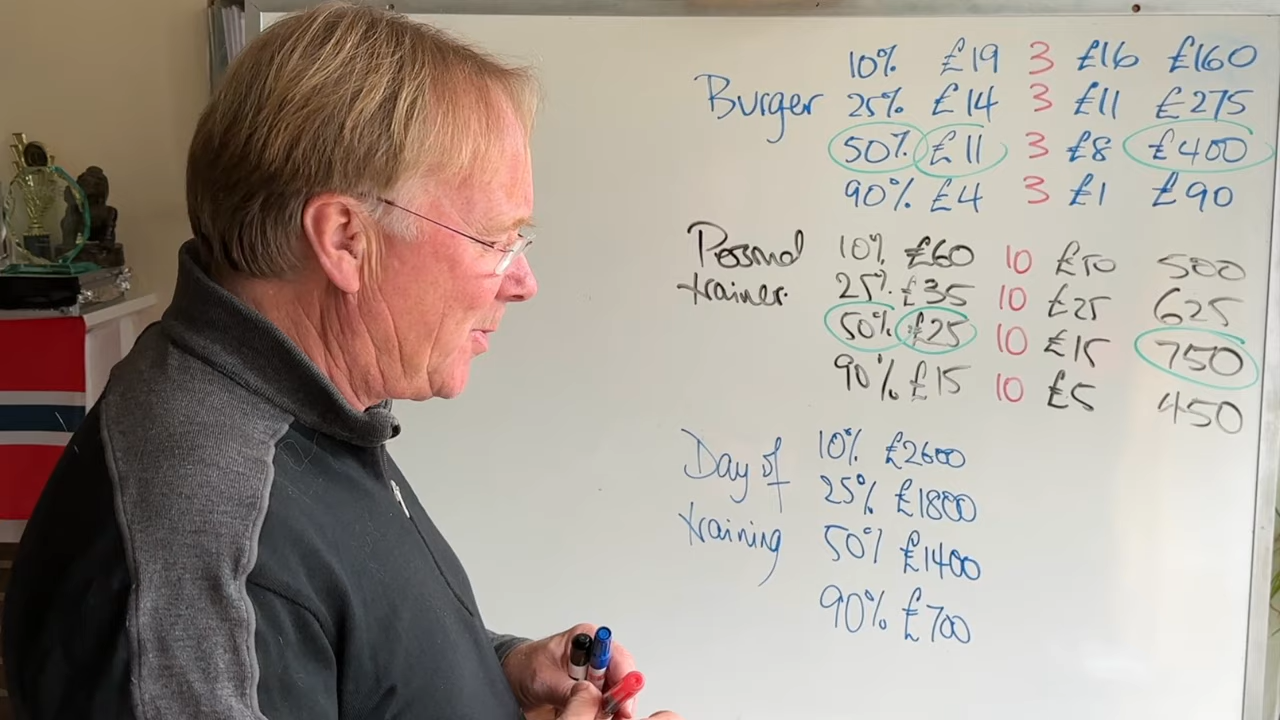 10% £19 3 £16 £160
Burger 25% £14 3 £11 £275
50% £11 3 £8 £400
90% £4 3 £1 £90
Personal 10% £60 10 £50 500
trainer. 25% £35 10 £25 625
50% £25 10 £15 750
90% £15 10 £5 450
Day of 10% £2600
25% £1800
training 50% £1400
90% £700